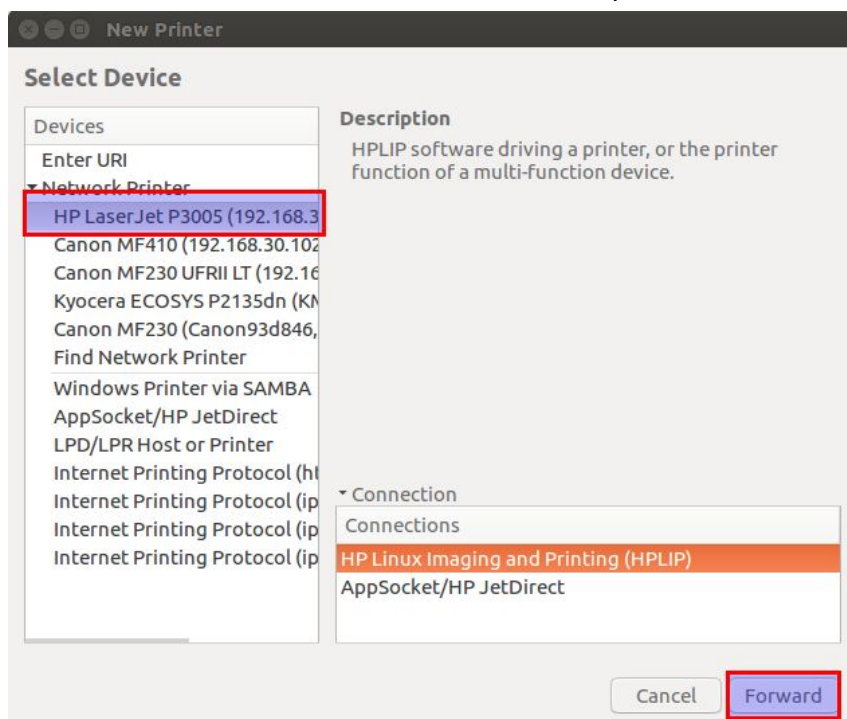 New Printer
Select Device
Devices
Enter URI
Network Printer
HP LaserJet P3005 (192.168.3
Canon MF410 (192.168.30.102
Canon MF230 UFRII LT (192.16
Kyocera ECOSYS P2135dn (KM
Canon MF230 (Canon93d846,
Find Network Printer
Windows Printer via SAMBA
AppSocket/HP JetDirect
LPD/LPR Host or Printer
Internet Printing Protocol (ht
Internet Printing Protocol (ip
Internet Printing Protocol (ip
Internet Printing Protocol (ip
Description
HPLIP software driving a printer, or the printer
function of a multi-function device.
Connection
Connections
HP Linux Imaging and Printing (HPLIP)
AppSocket/HP JetDirect
Cancel
Forward